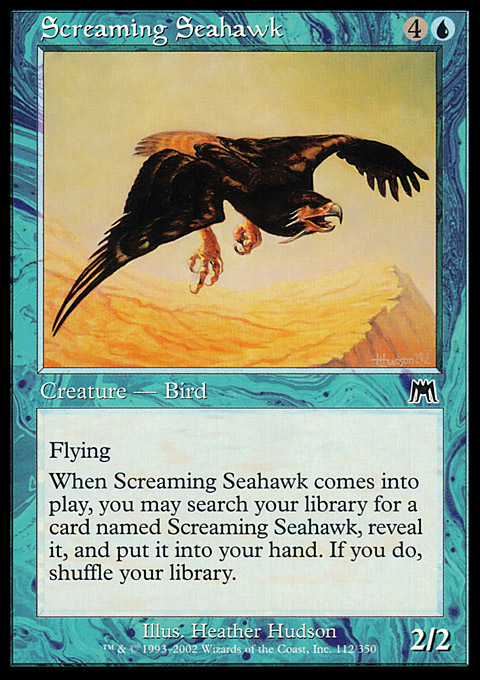 Screaming Seahawk 4
Creature — Bird
Flying
When Screaming Seahawk comes into
play, you may search your library for a
card named Screaming Seahawk, reveal
it, and put it into your hand. If you do,
shuffle your library.
Illus. Heather Hudson
™ & © 1993-2002 Wizards of the Coast, Inc. 112/350
2/2